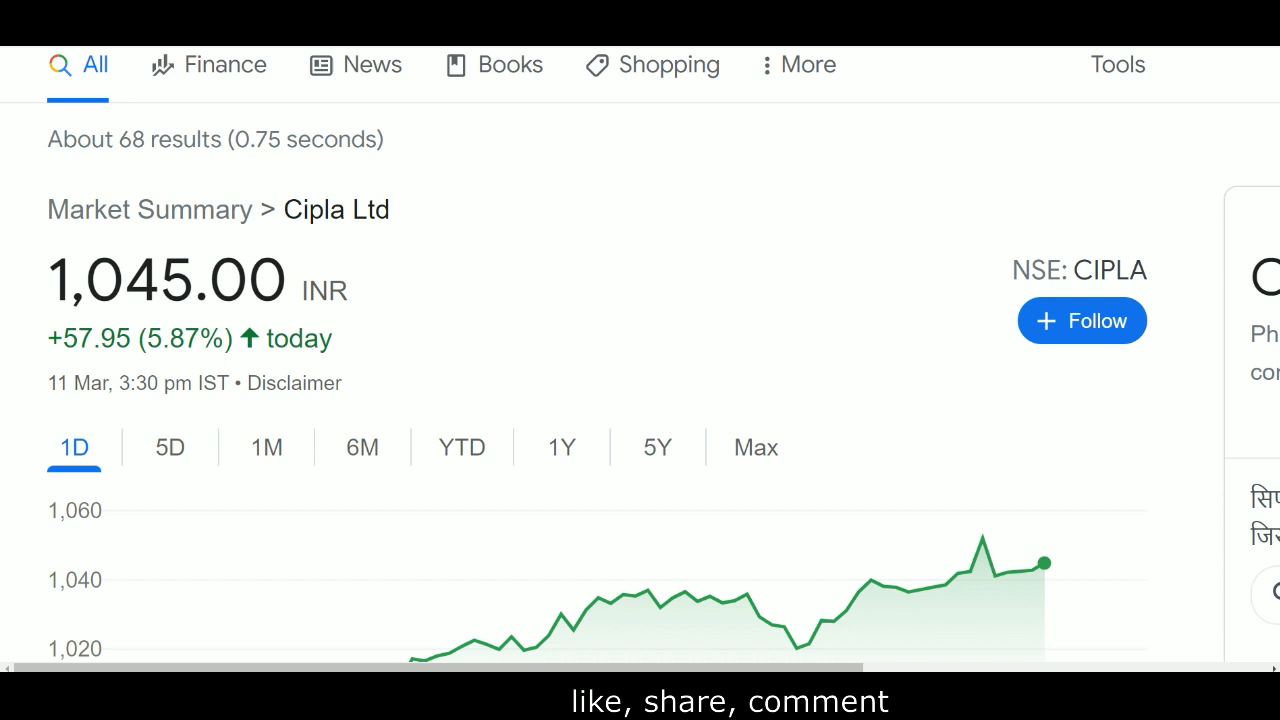 All Finance News Books Shopping More Tools
About 68 results (0.75 seconds)
Market Summary > Cipla Ltd
1,045.00 INR
NSE: CIPLA
+57.95 (5.87%) today
+ Follow
11 Mar, 3:30 pm IST • Disclaimer
1D 5D 1M 6M YTD 1Y 5Y Max
1,060
1,040
1,020
Ph
con
like, share, comment